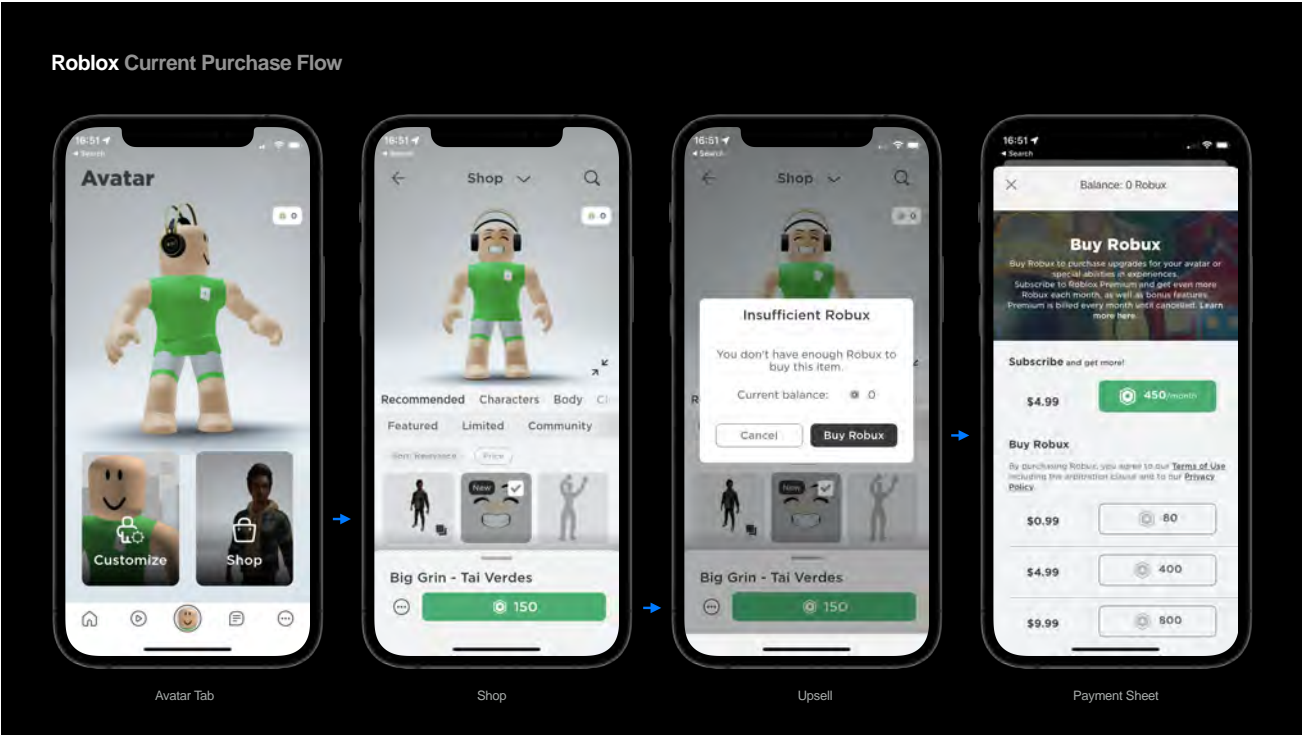 Roblox Current Purchase Flow
16:51
Search
Avatar
0
Customize
Shop
Avatar Tab
16:51
Search
Shop
0
Recommended Characters Body
Featured Limited Community
Sort: Relevance Price
New
Big Grin - Tai Verdes
150
Shop
16:51
Search
Shop
0
Insufficient Robux
You don't have enough Robux to
buy this item.
Current balance: 0
Cancel Buy Robux
New
Big Grin - Tai Verdes
150
Upsell
16:51
Search
Balance: 0 Robux
Buy Robux
Buy Robux to purchase upgrades for your avatar or
special abilities in experiences.
Subscribe to Roblox Premium and get even more
Robux each month, as well as bonus features.
Premium is billed every month until cancelled. Learn
more here.
Subscribe and get more!
$4.99 450/month
Buy Robux
By purchasing Robux, you agree to our Terms of Use
including the arbitration clause and to our Privacy
Policy.
$0.99 80
$4.99 400
$9.99 800
Payment Sheet